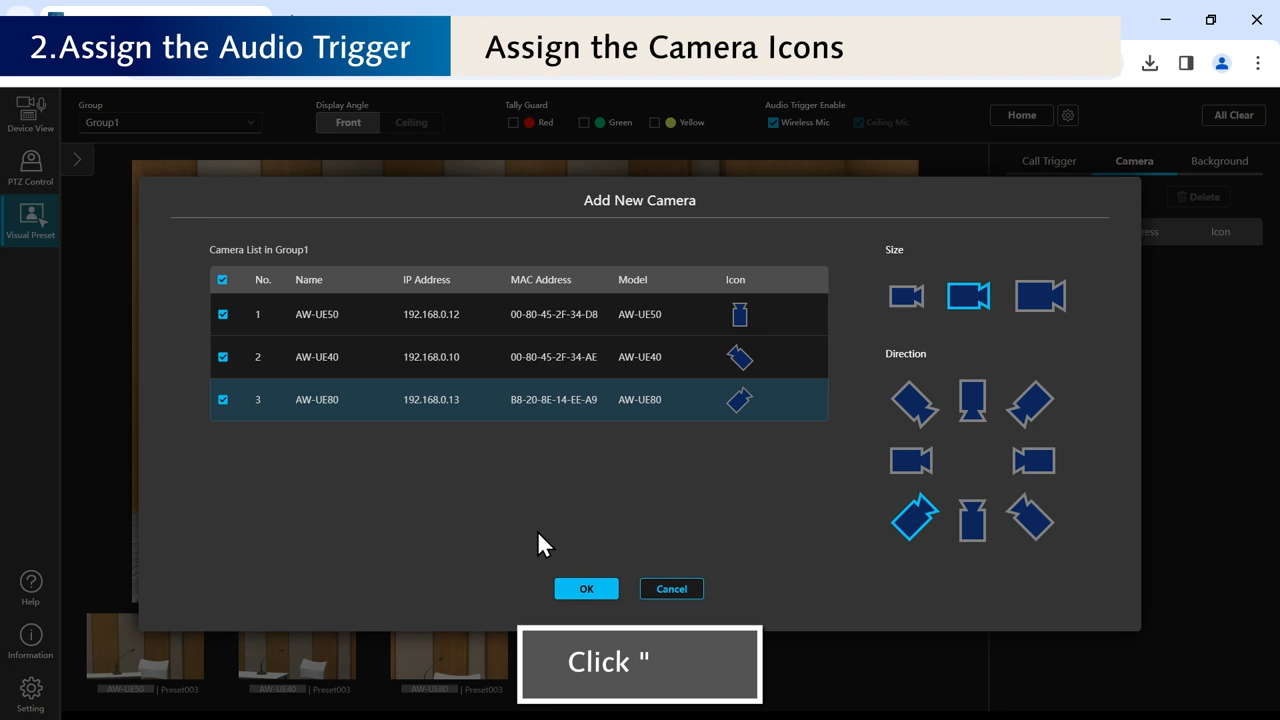 2.Assign the Audio Trigger
Assign the Camera Icons
Device View
PTZ Control
Visual Preset
Help
Information
Setting
Group
Group1
Display Angle
Front
Ceiling
Tally Guard
Red
Green
Yellow
Audio Trigger Enable
Wireless Mic
Ceiling Mic
Home
All Clear
Call Trigger
Camera
Background
Delete
ress
Icon
Add New Camera
Camera List in Group1
No. Name IP Address MAC Address Model Icon
1 AW-UE50 192.168.0.12 00-80-45-2F-34-D8 AW-UE50
2 AW-UE40 192.168.0.10 00-80-45-2F-34-AE AW-UE40
3 AW-UE80 192.168.0.13 B8-20-8E-14-EE-A9 AW-UE80
Size
Direction
OK
Cancel
AW-UE50 | Preset003
AW-UE40 | Preset003
AW-UE80 | Preset003
Click "